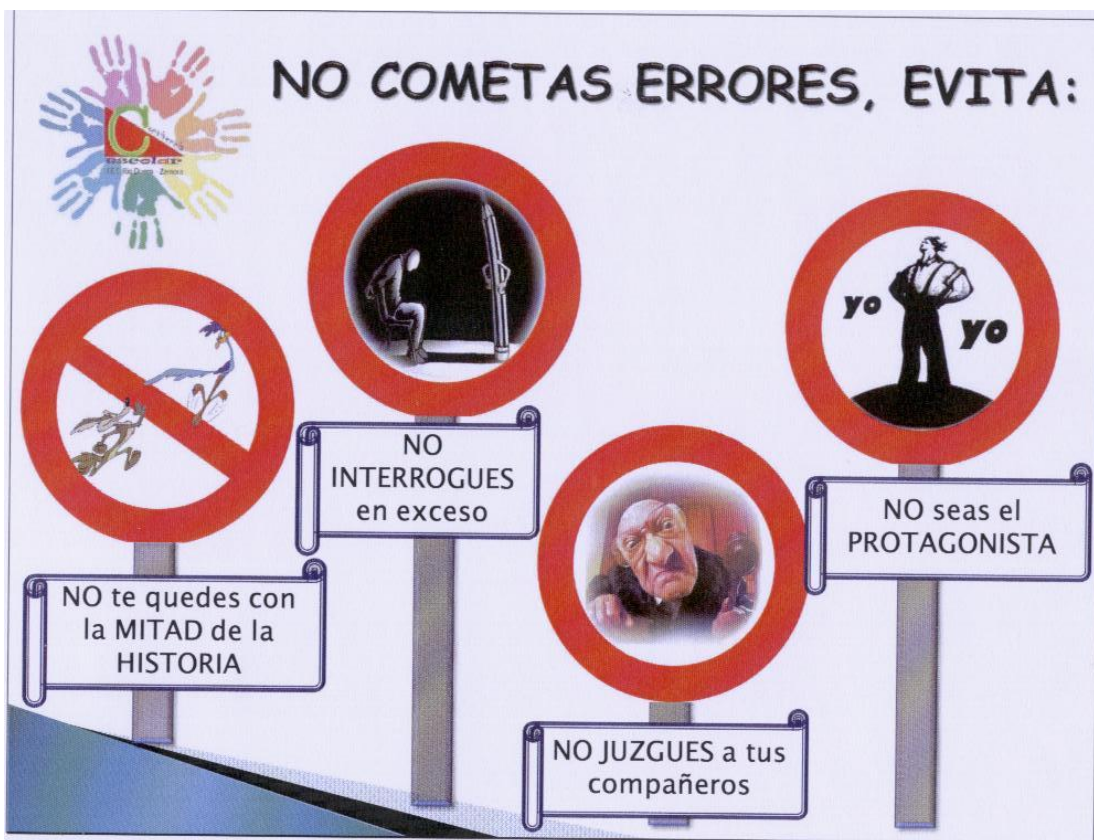 NO COMETAS ERRORES, EVITA:
C
escolar
yo
yo
NO
INTERROGUES
en exceso
NO seas el
PROTAGONISTA
NO te quedes con
la MITAD de la
HISTORIA
NO JUZGUES a tus
compañeros